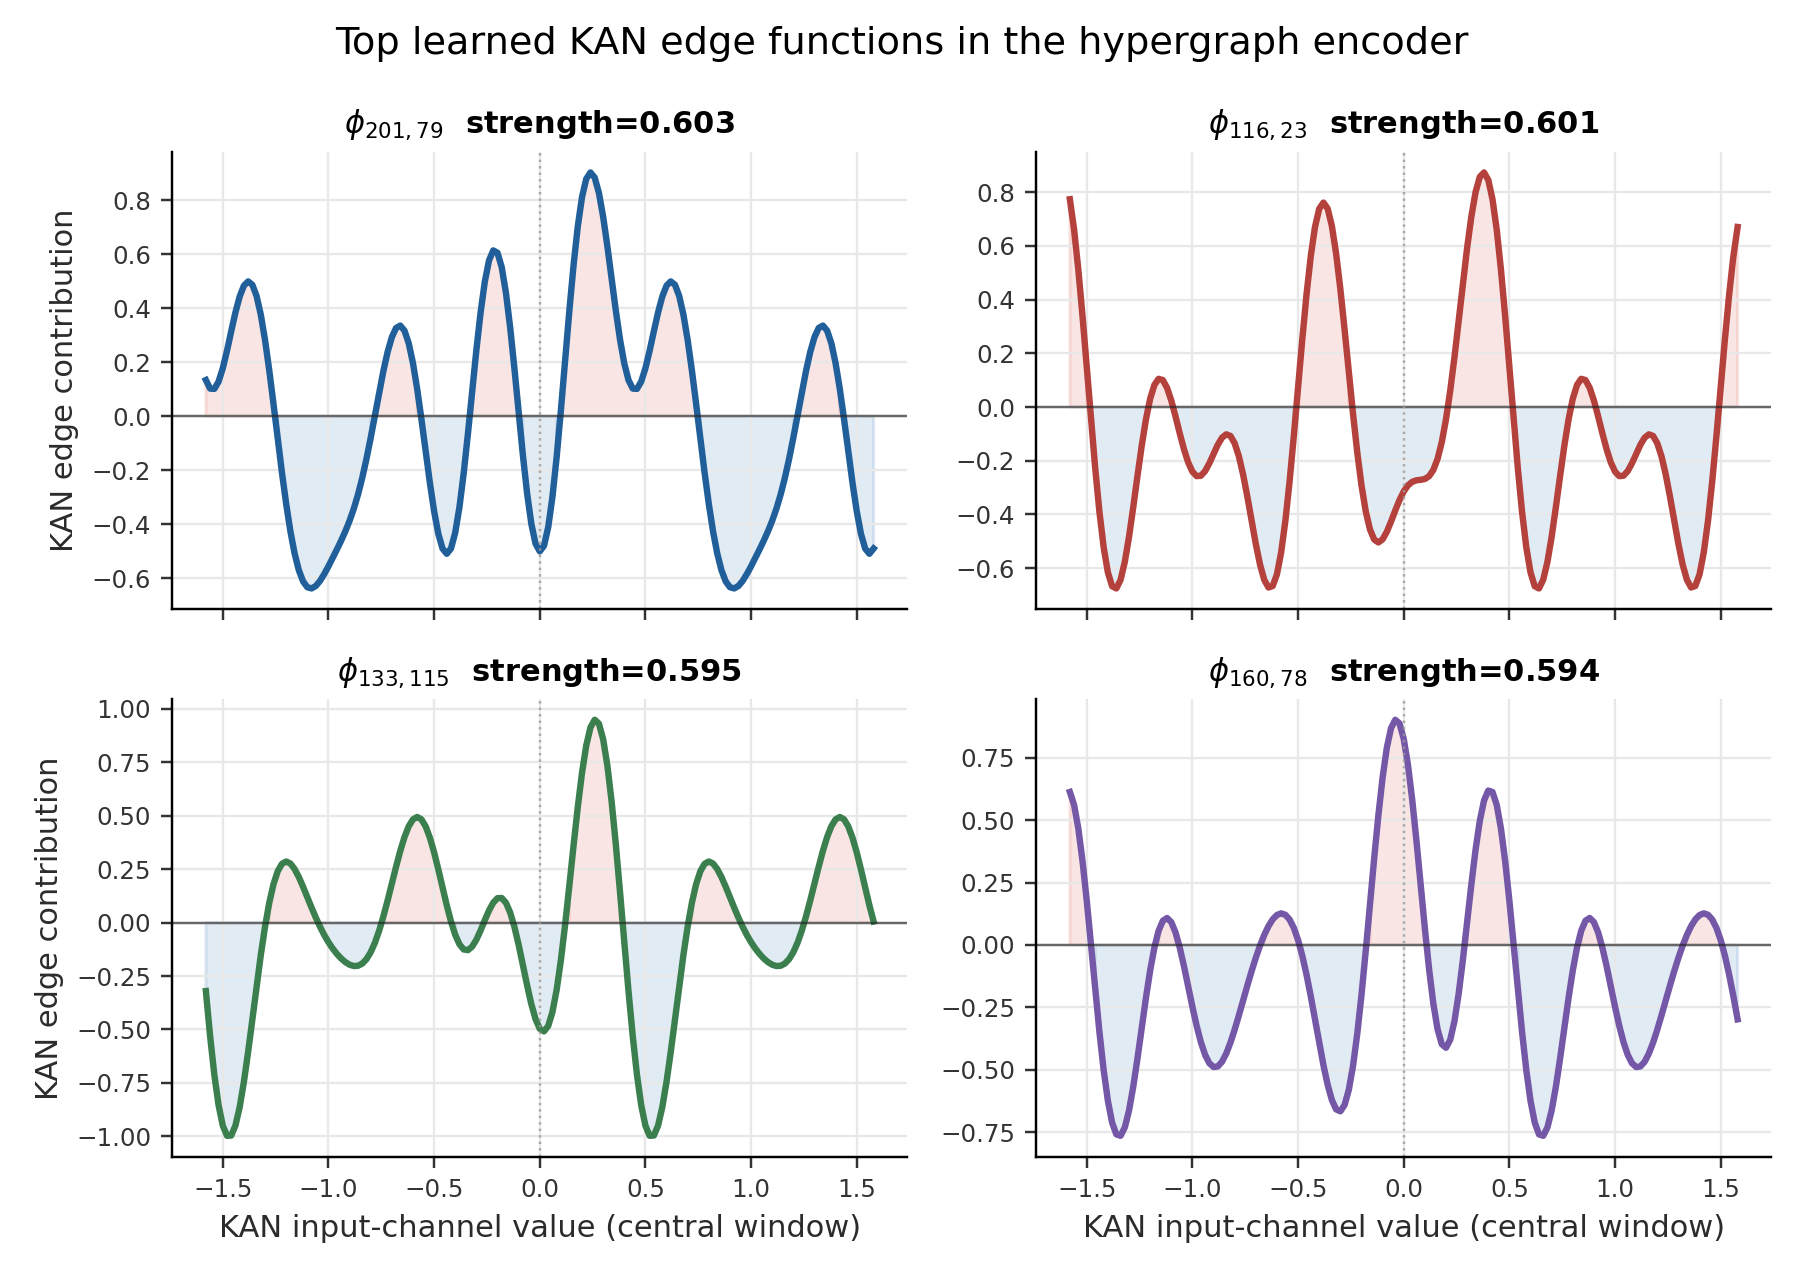 Top learned KAN edge functions in the hypergraph encoder
ϕ201, 79 strength=0.603
ϕ116, 23 strength=0.601
KAN edge contribution
0.8
0.6
0.4
0.2
0.0
−0.2
−0.4
−0.6
0.8
0.6
0.4
0.2
0.0
−0.2
−0.4
−0.6
ϕ133, 115 strength=0.595
ϕ160, 78 strength=0.594
KAN edge contribution
1.00
0.75
0.50
0.25
0.00
−0.25
−0.50
−0.75
−1.00
0.75
0.50
0.25
0.00
−0.25
−0.50
−0.75
−1.5 −1.0 −0.5 0.0 0.5 1.0 1.5
−1.5 −1.0 −0.5 0.0 0.5 1.0 1.5
KAN input-channel value (central window)
KAN input-channel value (central window)